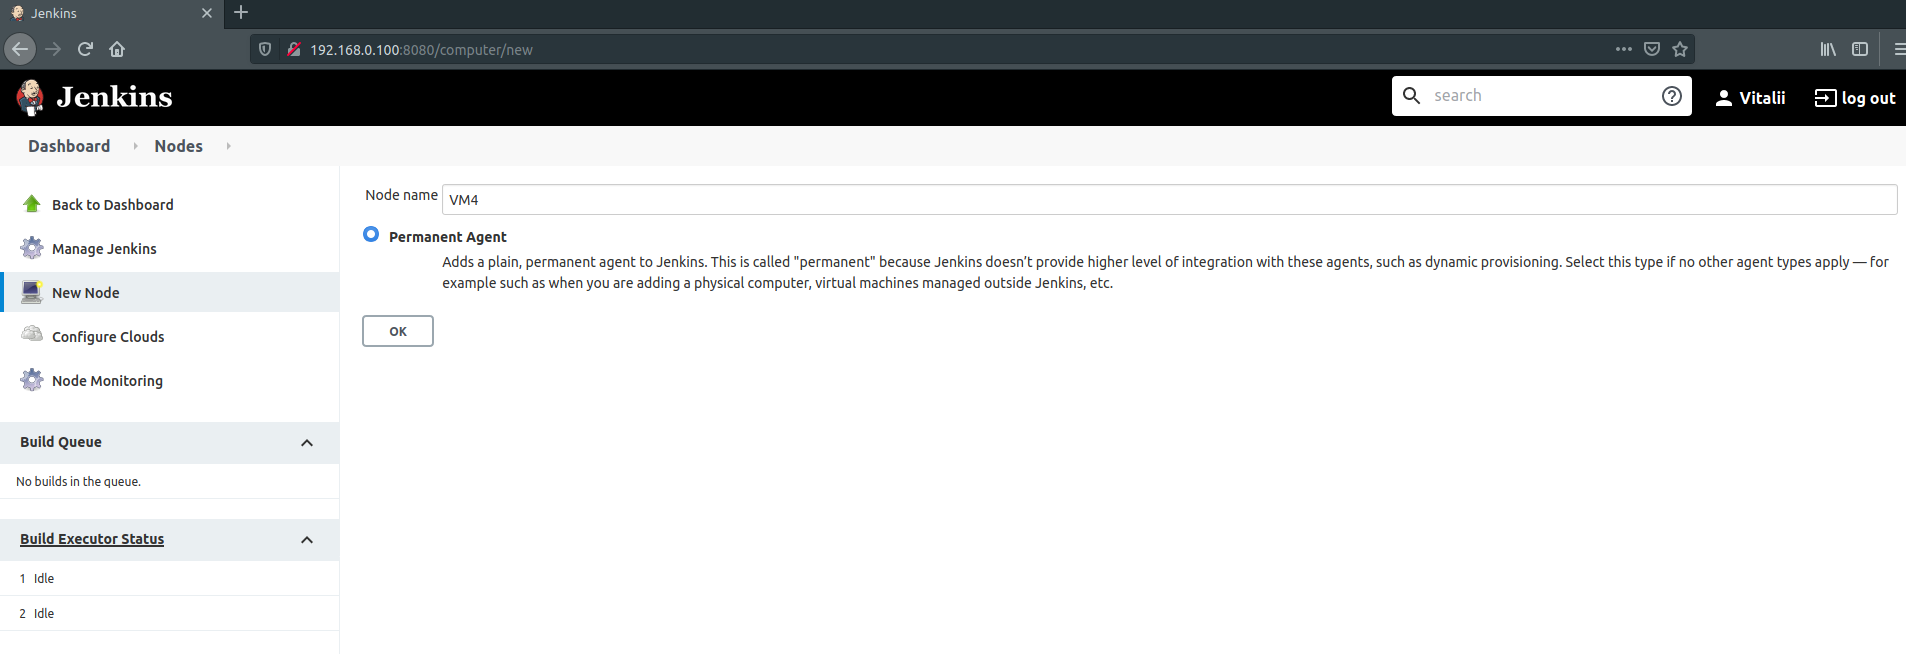 Jenkins
192.168.0.100:8080/computer/new
Jenkins
search
Vitalii
log out
Dashboard
Nodes
Back to Dashboard
Manage Jenkins
New Node
Configure Clouds
Node Monitoring
Build Queue
No builds in the queue.
Build Executor Status
1 Idle
2 Idle
Node name
VM4
Permanent Agent
Adds a plain, permanent agent to Jenkins. This is called "permanent" because Jenkins doesn’t provide higher level of integration with these agents, such as dynamic provisioning. Select this type if no other agent types apply — for
example such as when you are adding a physical computer, virtual machines managed outside Jenkins, etc.
OK